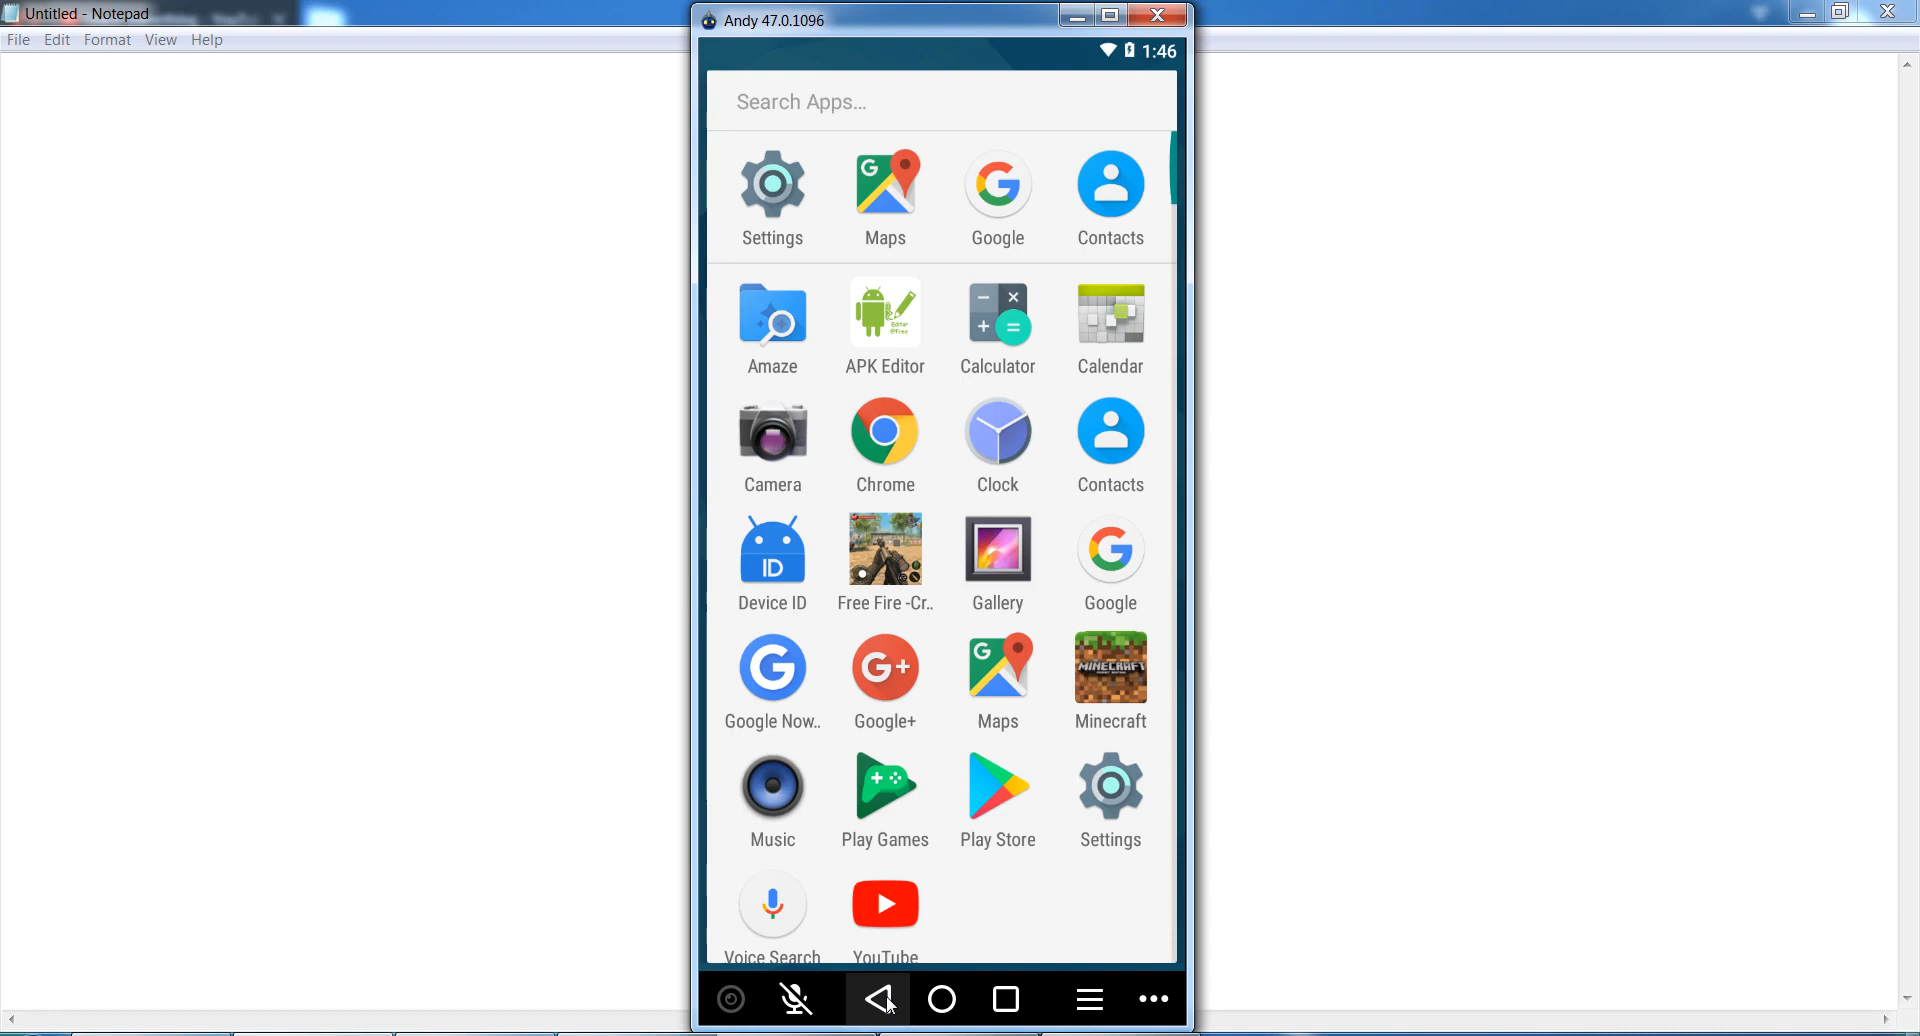 Untitled - Notepad
File Edit Format View Help
Andy 47.0.1096
1:46
Search Apps...
Settings Maps Google Contacts
Editor
@Free
Amaze APK Editor Calculator Calendar
Camera Chrome Clock Contacts
ID
Device ID Free Fire -Cr.. Gallery Google
G+
MINECRAFT
Google Now.. Google+ Maps Minecraft
Music Play Games Play Store Settings
Voice Search YouTube